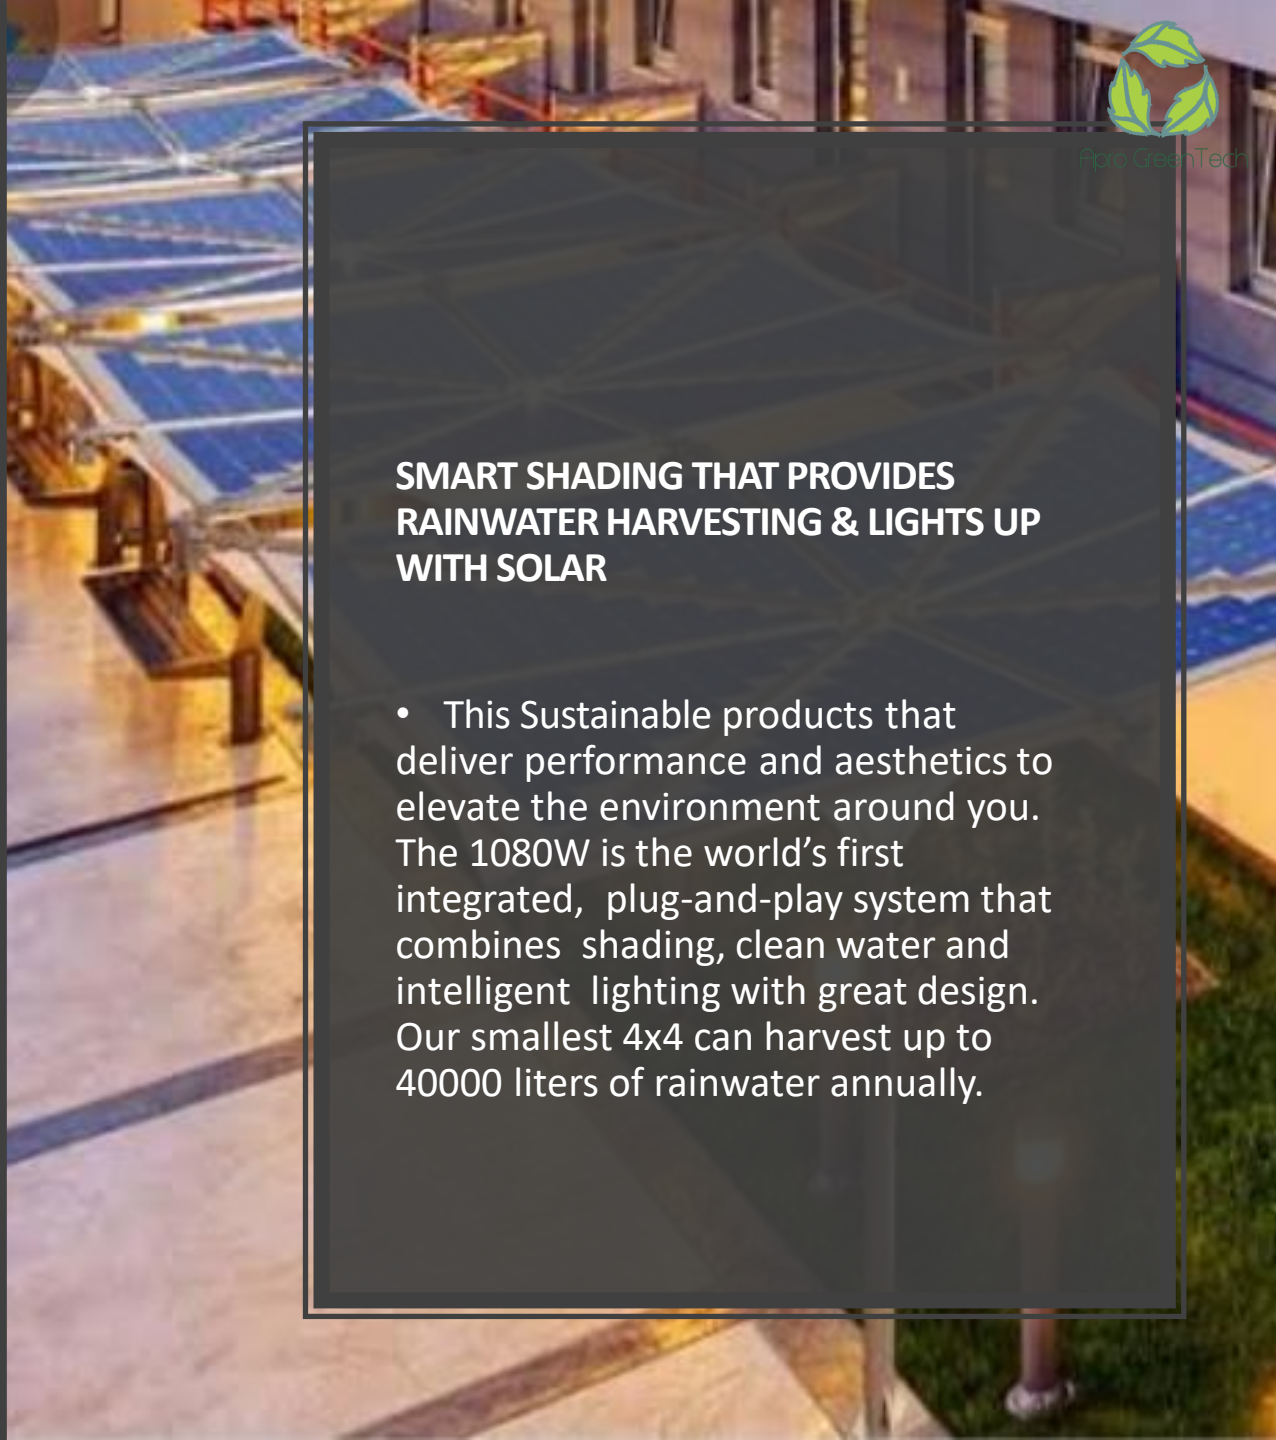 Apro GreenTech
SMART SHADING THAT PROVIDES
RAINWATER HARVESTING & LIGHTS UP
WITH SOLAR
• This Sustainable products that
deliver performance and aesthetics to
elevate the environment around you.
The 1080W is the world’s first
integrated, plug-and-play system that
combines shading, clean water and
intelligent lighting with great design.
Our smallest 4x4 can harvest up to
40000 liters of rainwater annually.